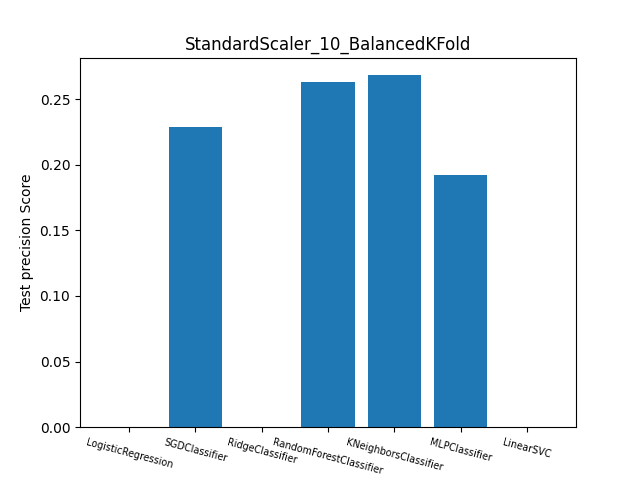 StandardScaler_10_BalancedKFold
Test precision Score
0.25
0.20
0.15
0.10
0.05
0.00
LogisticRegression
SGDClassifier
RidgeClassifier
RandomForestClassifier
KNeighborsClassifier
MLPClassifier
LinearSVC